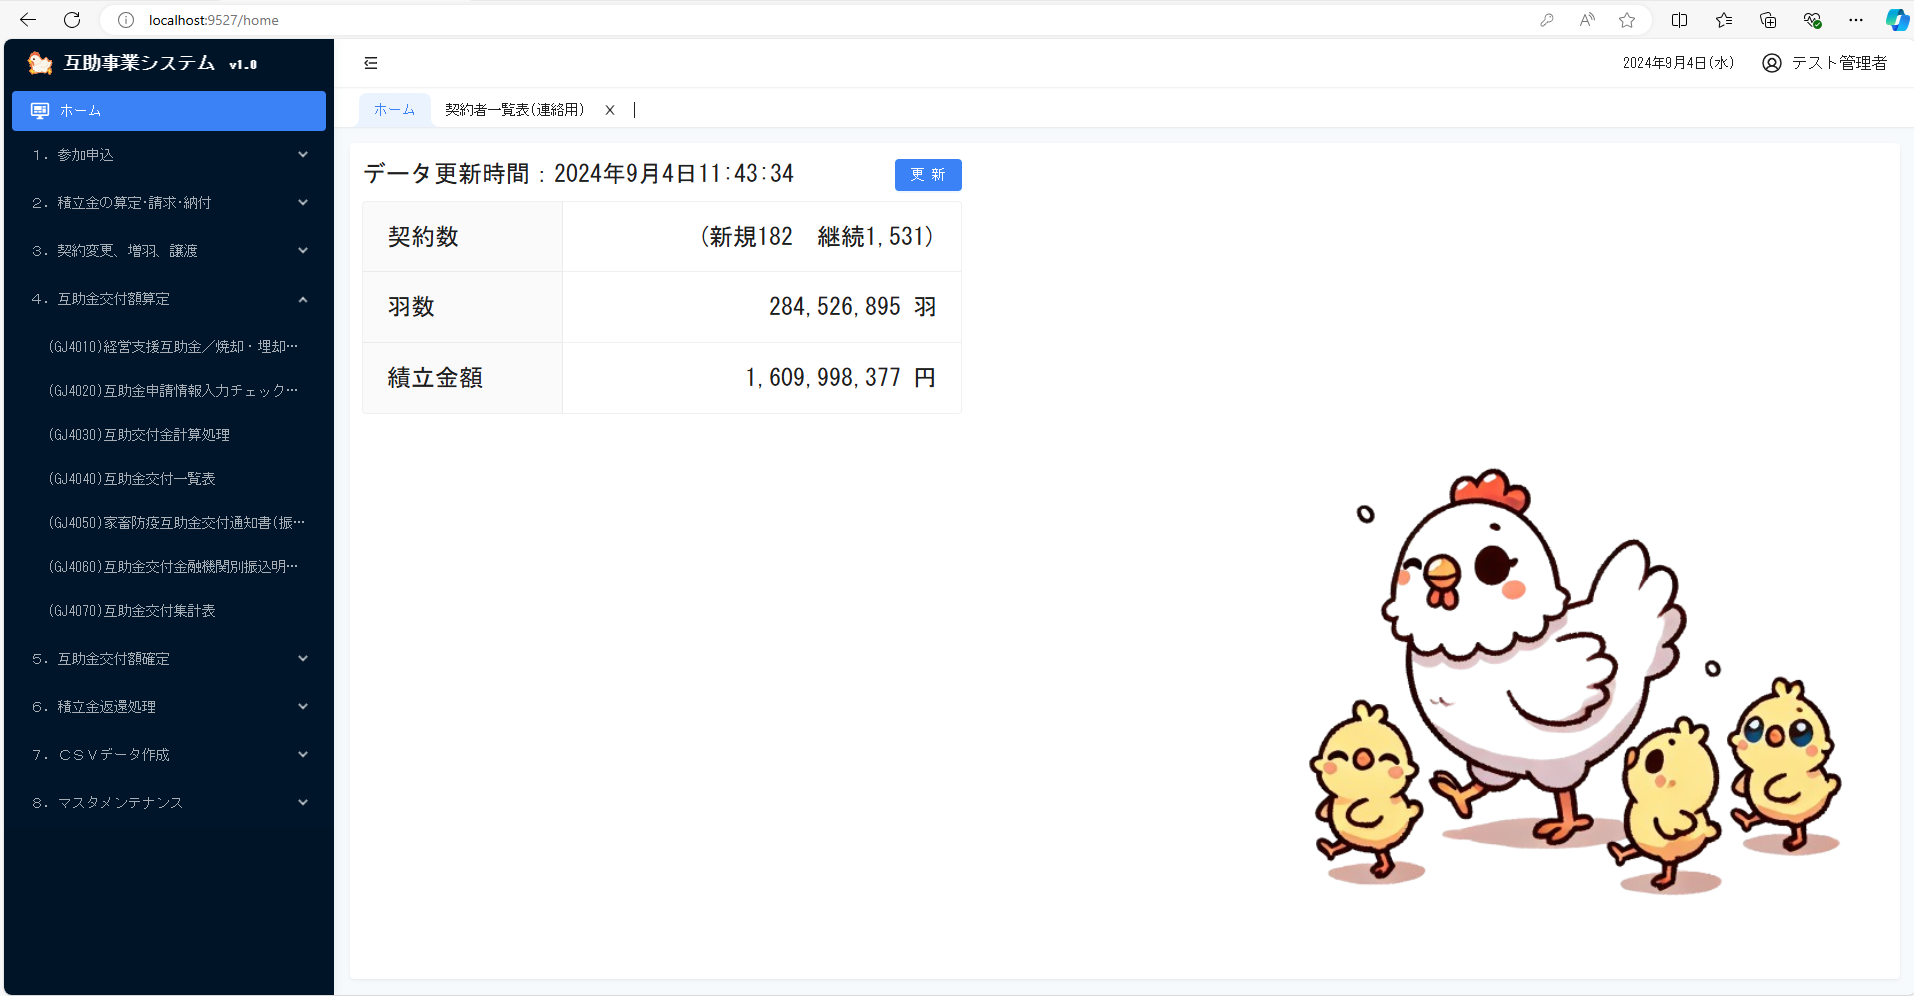 localhost:9527/home
互助事業システム v1.0
2024年9月4日(水) テスト管理者
ホーム
ホーム 契約者一覧表(連絡用) ×
1. 参加申込
2. 積立金の算定・請求・納付
3. 契約変更、増羽、譲渡
4. 互助金交付額算定
(GJ4010)経営支援互助金／焼却・埋却…
(GJ4020)互助金申請情報入力チェック…
(GJ4030)互助交付金計算処理
(GJ4040)互助金交付一覧表
(GJ4050)家畜防疫互助金交付通知書(振…
(GJ4060)互助金交付金融機関別振込明…
(GJ4070)互助金交付集計表
5. 互助金交付額確定
6. 積立金返還処理
7. ＣＳＶデータ作成
8. マスタメンテナンス
データ更新時間：2024年9月4日11:43:34 更新
契約数 (新規182 継続1,531)
羽数 284,526,895 羽
績立金額 1,609,998,377 円